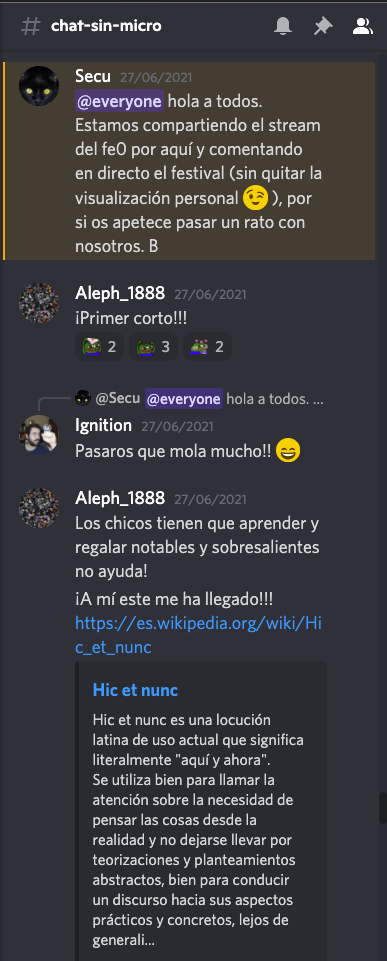 # chat-sin-micro
Secu 27/06/2021
@everyone hola a todos.
Estamos compartiendo el stream
del fe0 por aquí y comentando
en directo el festival (sin quitar la
visualización personal 😉 ), por
si os apetece pasar un rato con
nosotros. B
Aleph_1888 27/06/2021
¡Primer corto!!!
2 3 2
@Secu @everyone hola a todos. ...
Ignition 27/06/2021
Pasaros que mola mucho!! 😄
Aleph_1888 27/06/2021
Los chicos tienen que aprender y
regalar notables y sobresalientes
no ayuda!
¡A mí este me ha llegado!!!
https://es.wikipedia.org/wiki/Hi
c_et_nunc
Hic et nunc
Hic et nunc es una locución
latina de uso actual que significa
literalmente "aquí y ahora".
Se utiliza bien para llamar la
atención sobre la necesidad de
pensar las cosas desde la
realidad y no dejarse llevar por
teorizaciones y planteamientos
abstractos, bien para conducir
un discurso hacia sus aspectos
prácticos y concretos, lejos de
generali...